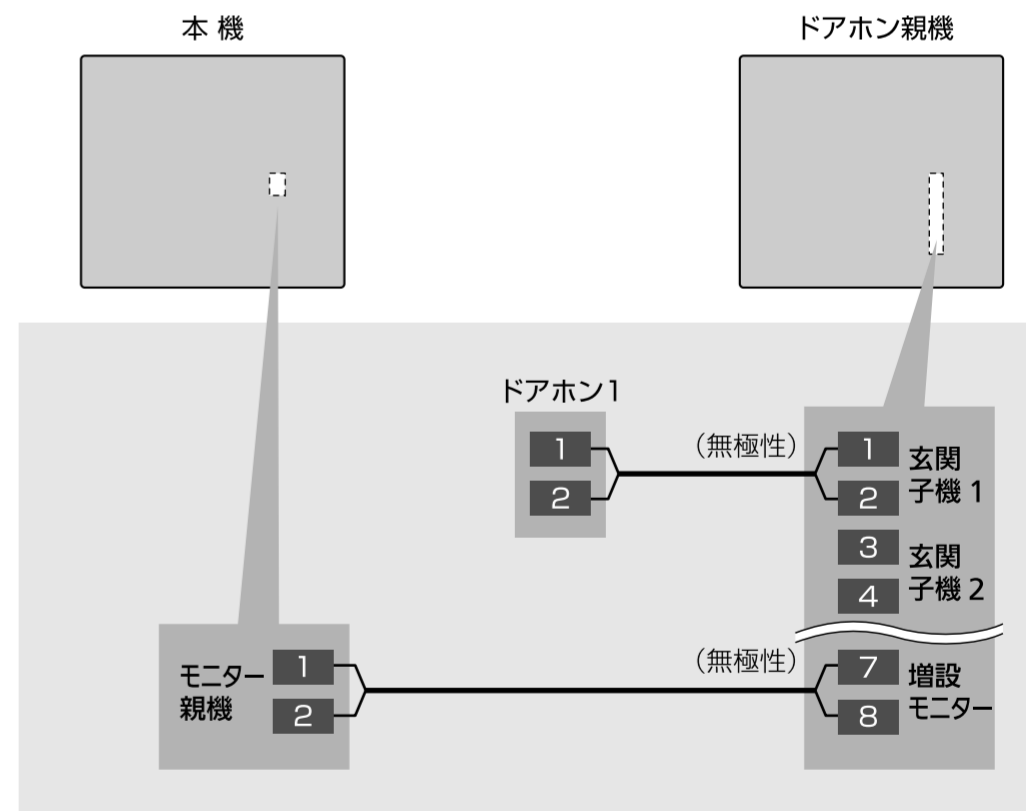 本 機
ドアホン親機
ドアホン1
1
2
(無極性)
1
2
玄関
子機 1
3
4
玄関
子機 2
モニター
親機
1
2
(無極性)
7
8
増設
モニター